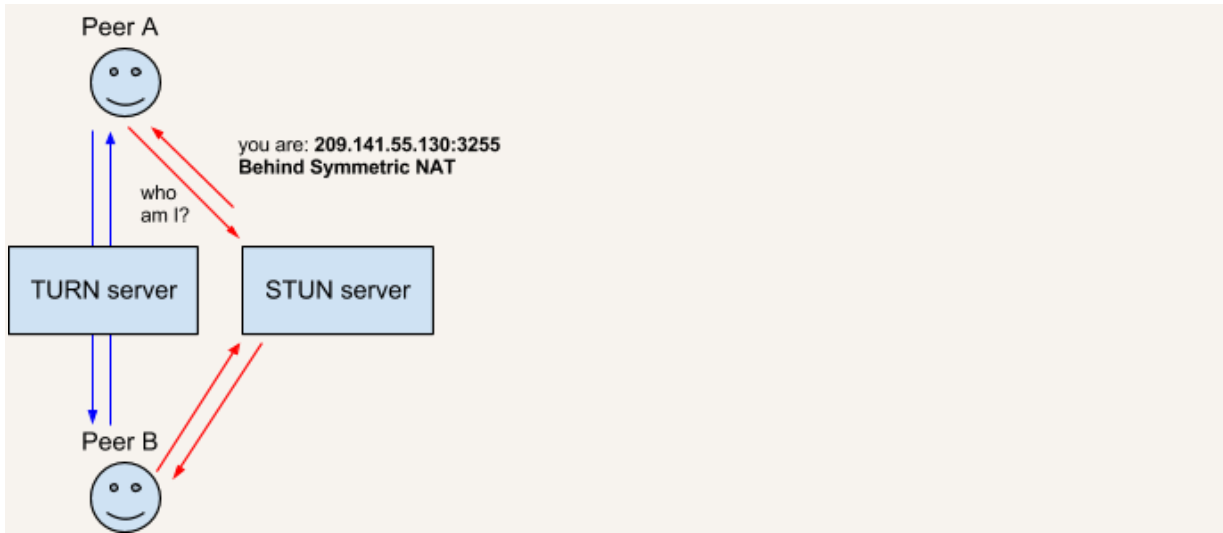 Peer A
you are: 209.141.55.130:3255
Behind Symmetric NAT
who
am I?
TURN server
STUN server
Peer B